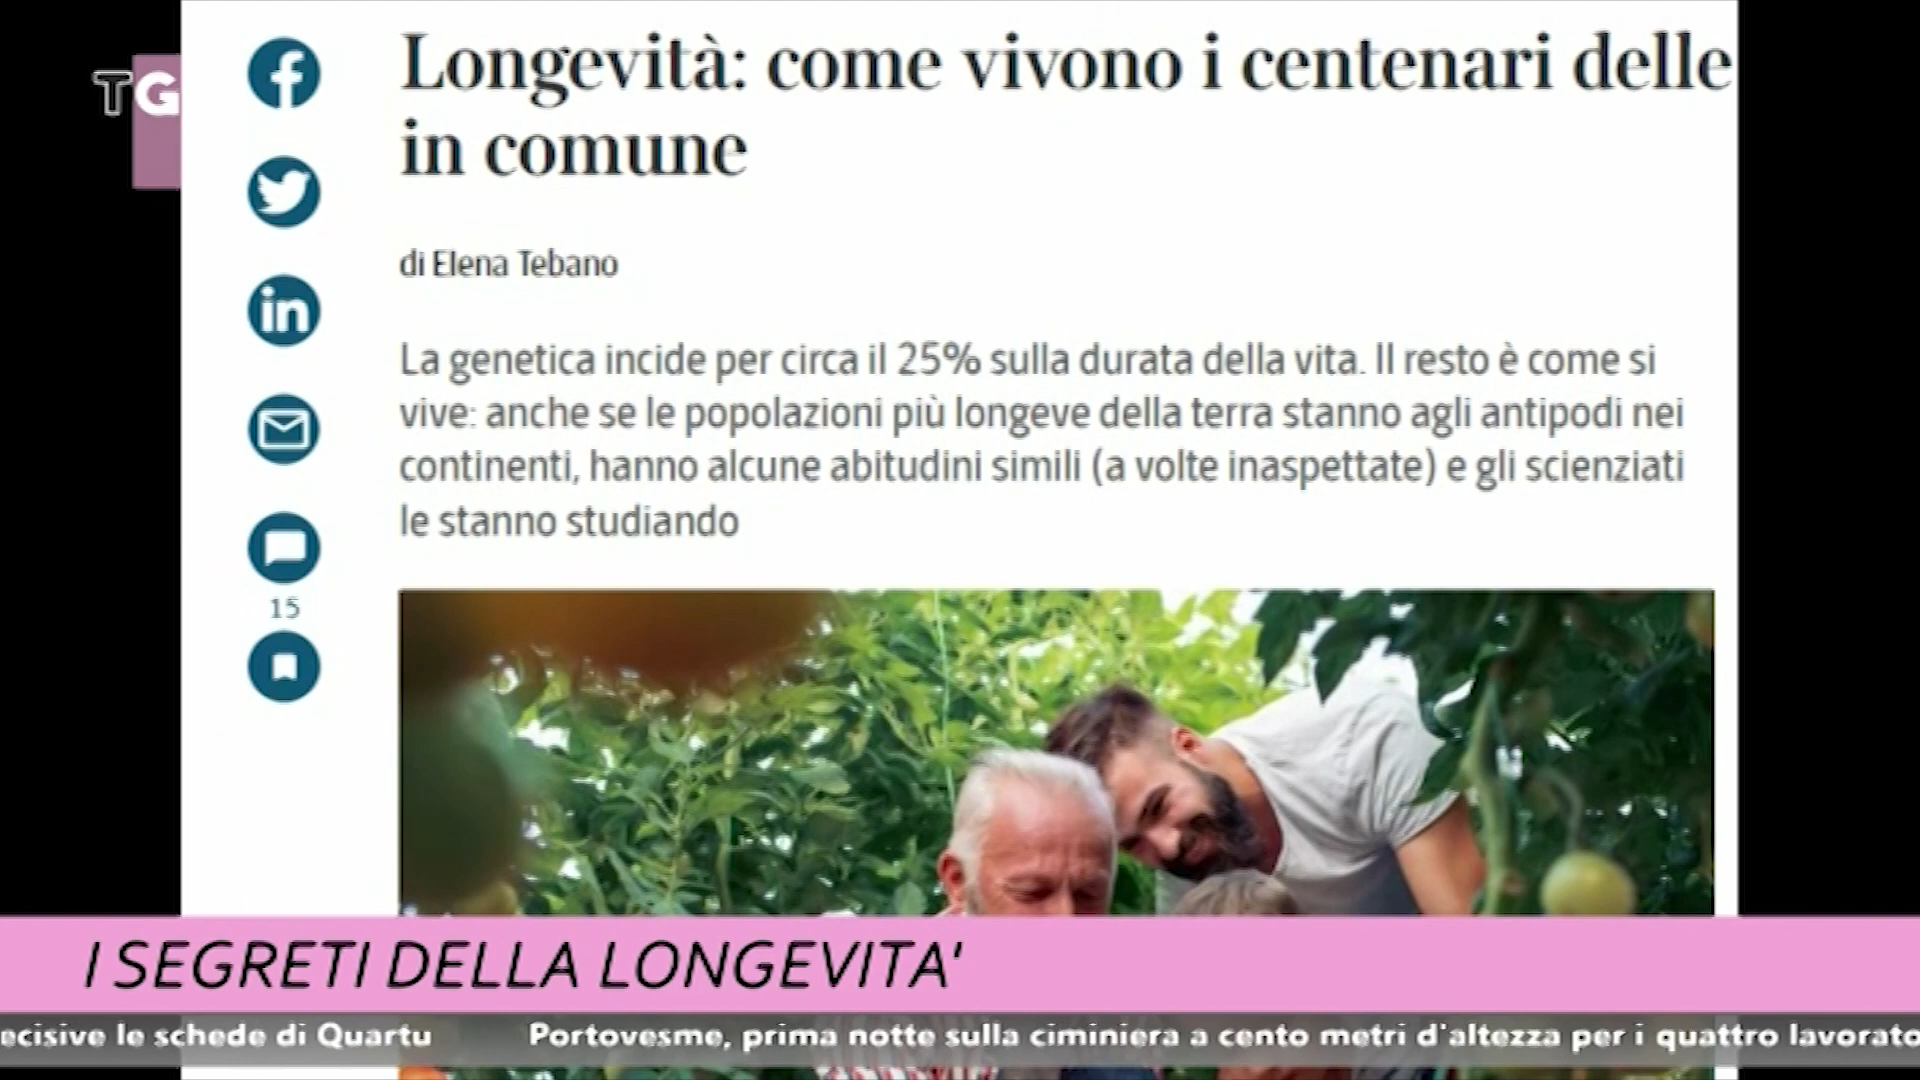 TG
Longevità: come vivono i centenari delle
in comune
di Elena Tebano
La genetica incide per circa il 25% sulla durata della vita. Il resto è come si
vive: anche se le popolazioni più longeve della terra stanno agli antipodi nei
continenti, hanno alcune abitudini simili (a volte inaspettate) e gli scienziati
le stanno studiando
15
I SEGRETI DELLA LONGEVITA'
ecisive le schede di Quartu Portovesme, prima notte sulla ciminiera a cento metri d'altezza per i quattro lavorato